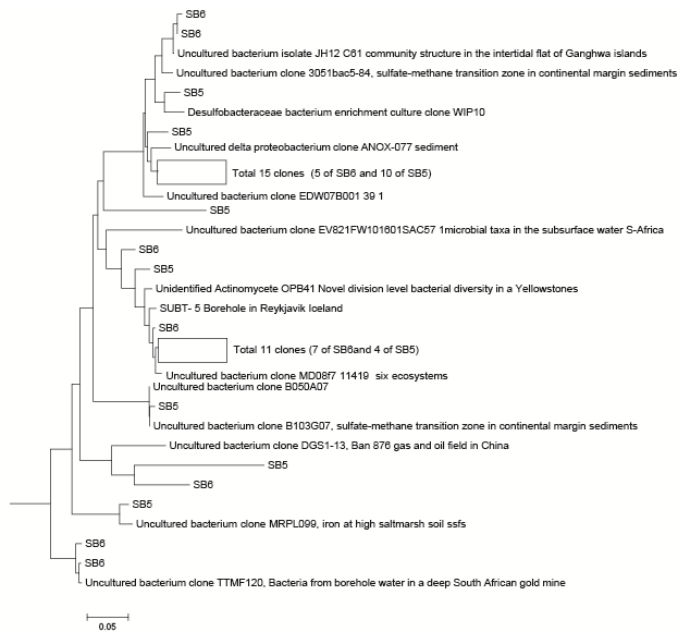 SB6
SB6
Uncultured bacterium isolate JH12 C61 community structure in the intertidal flat of Ganghwa islands
Uncultured bacterium clone 3051bac5-84, sulfate-methane transition zone in continental margin sediments
SB5
Desulfobacteraceae bacterium enrichment culture clone WIP10
SB5
Uncultured delta proteobacterium clone ANOX-077 sediment
Total 15 clones (5 of SB6 and 10 of SB5)
Uncultured bacterium clone EDW07B001 39 1
SB5
Uncultured bacterium clone EV821FW101601SAC57 1microbial taxa in the subsurface water S-Africa
SB6
SB5
Unidentified Actinomycete OPB41 Novel division level bacterial diversity in a Yellowstones
SUBT- 5 Borehole in Reykjavik Iceland
SB6
Total 11 clones (7 of SB6and 4 of SB5)
Uncultured bacterium clone MD08f7 11419 six ecosystems
Uncultured bacterium clone B050A07
SB5
Uncultured bacterium clone B103G07, sulfate-methane transition zone in continental margin sediments
Uncultured bacterium clone DGS1-13, Ban 876 gas and oil field in China
SB5
SB6
SB5
Uncultured bacterium clone MRPL099, iron at high saltmarsh soil ssfs
SB6
SB6
Uncultured bacterium clone TTMF120, Bacteria from borehole water in a deep South African gold mine
0.05